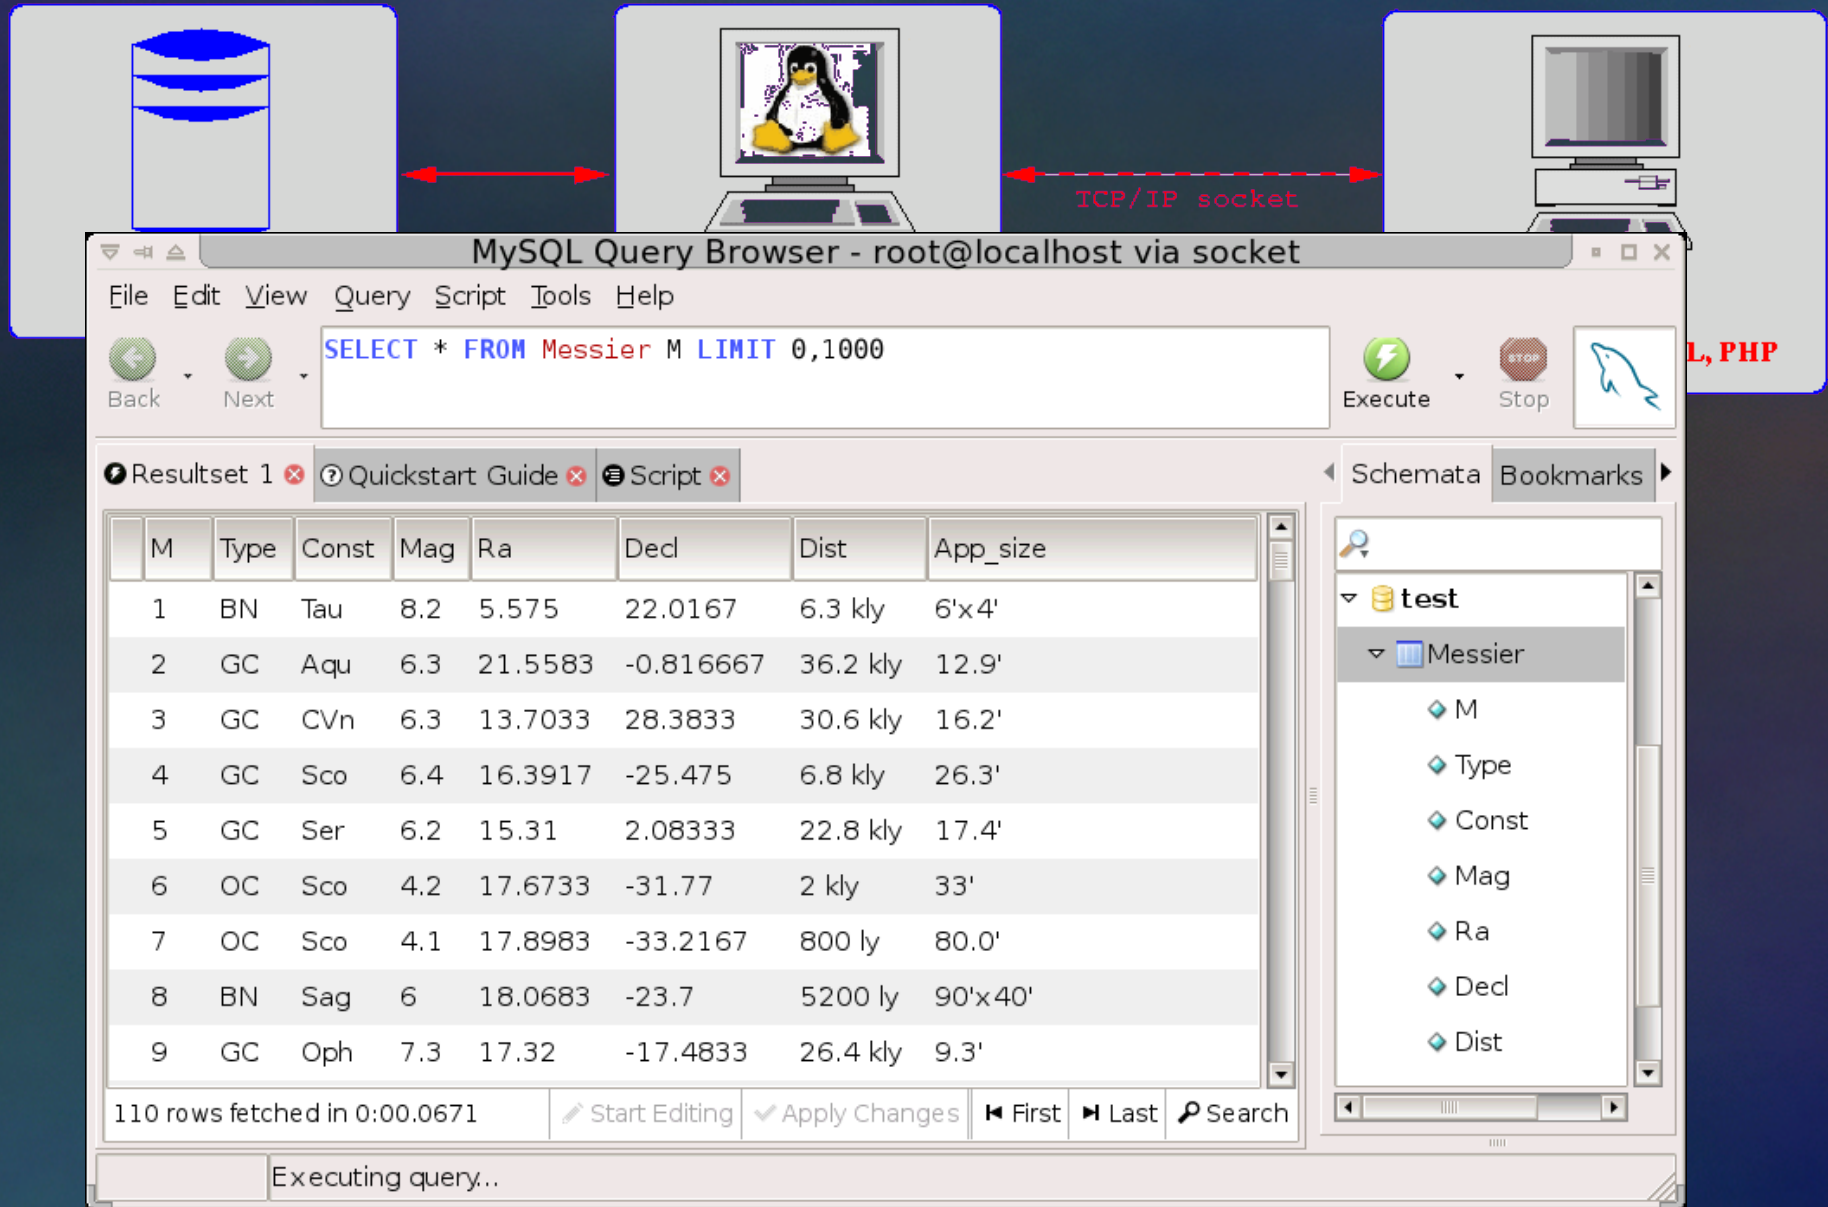 TCP/IP socket
MySQL Query Browser - root@localhost via socket
File Edit View Query Script Tools Help
SELECT * FROM Messier M LIMIT 0,1000
Back Next Execute STOP Stop
L, PHP
Resultset 1 Quickstart Guide Script Schemata Bookmarks
M Type Const Mag Ra Decl Dist App_size
1 BN Tau 8.2 5.575 22.0167 6.3 kly 6'x4'
2 GC Aqu 6.3 21.5583 -0.816667 36.2 kly 12.9'
3 GC CVn 6.3 13.7033 28.3833 30.6 kly 16.2'
4 GC Sco 6.4 16.3917 -25.475 6.8 kly 26.3'
5 GC Ser 6.2 15.31 2.08333 22.8 kly 17.4'
6 OC Sco 4.2 17.6733 -31.77 2 kly 33'
7 OC Sco 4.1 17.8983 -33.2167 800 ly 80.0'
8 BN Sag 6 18.0683 -23.7 5200 ly 90'x40'
9 GC Oph 7.3 17.32 -17.4833 26.4 kly 9.3'
test
Messier
M
Type
Const
Mag
Ra
Decl
Dist
110 rows fetched in 0:00.0671 Start Editing Apply Changes First Last Search
Executing query...